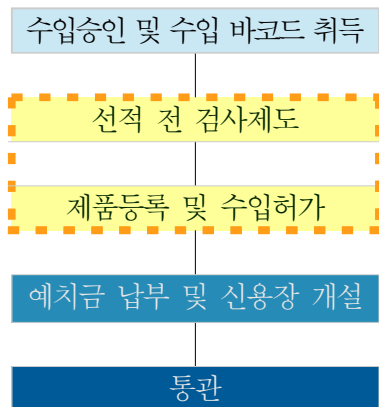 수입승인 및 수입 바코드 취득
선적 전 검사제도
제품등록 및 수입허가
예치금 납부 및 신용장 개설
통관